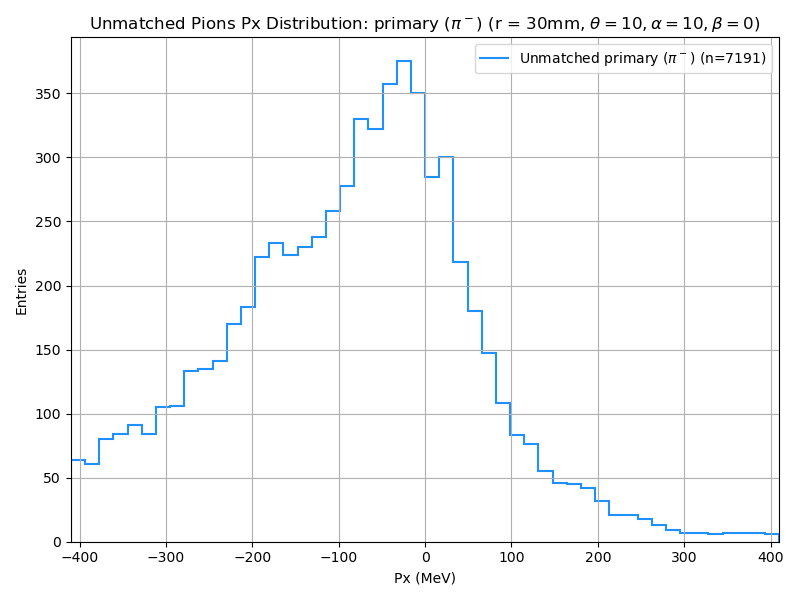 Unmatched Pions Px Distribution: primary (π⁻) (r = 30mm, θ = 10, α = 10, β = 0)
Unmatched primary (π⁻) (n=7191)
350
300
250
200
150
100
50
0
Entries
−400 −300 −200 −100 0 100 200 300 400
Px (MeV)